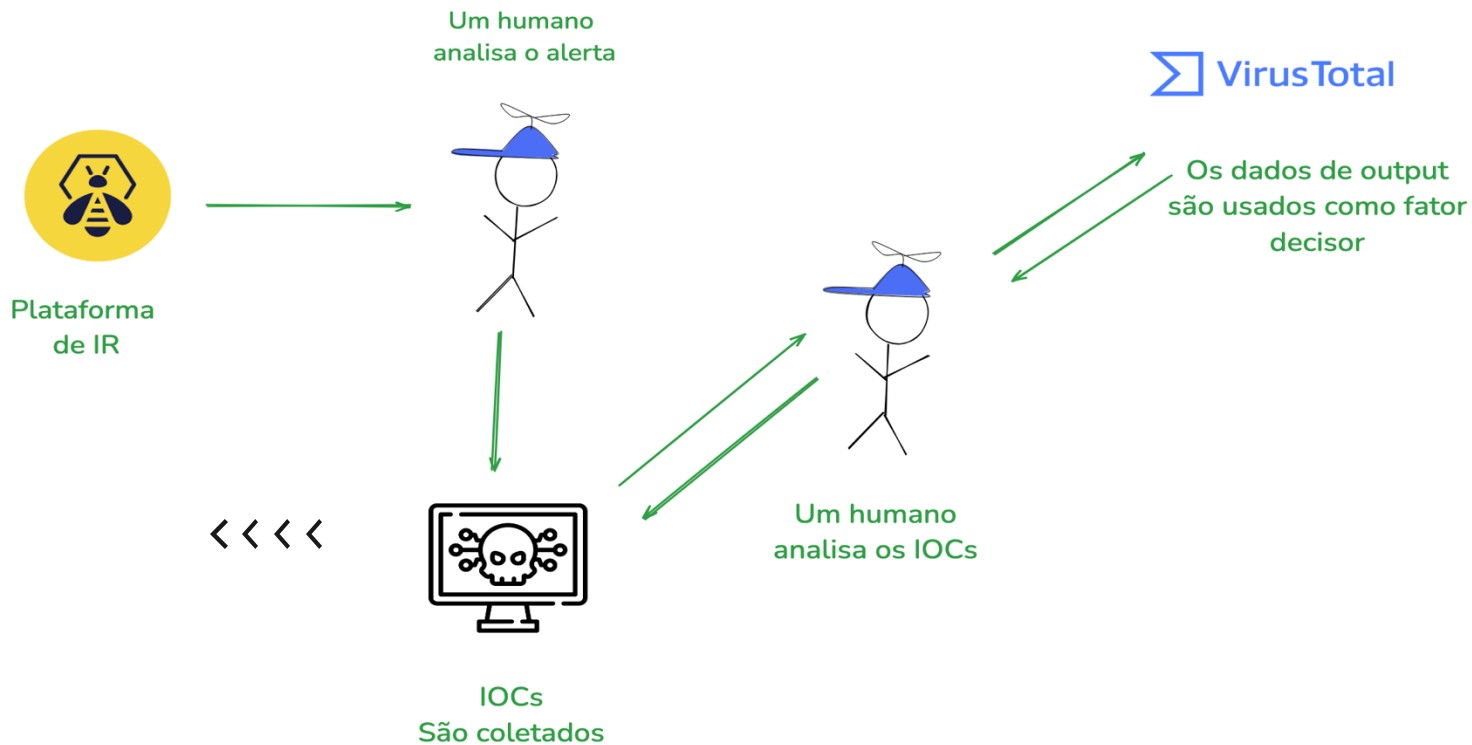 Um humano
analisa o alerta
VirusTotal
Os dados de output
são usados como fator
decisor
Plataforma
de IR
Um humano
analisa os IOCs
IOCs
São coletados